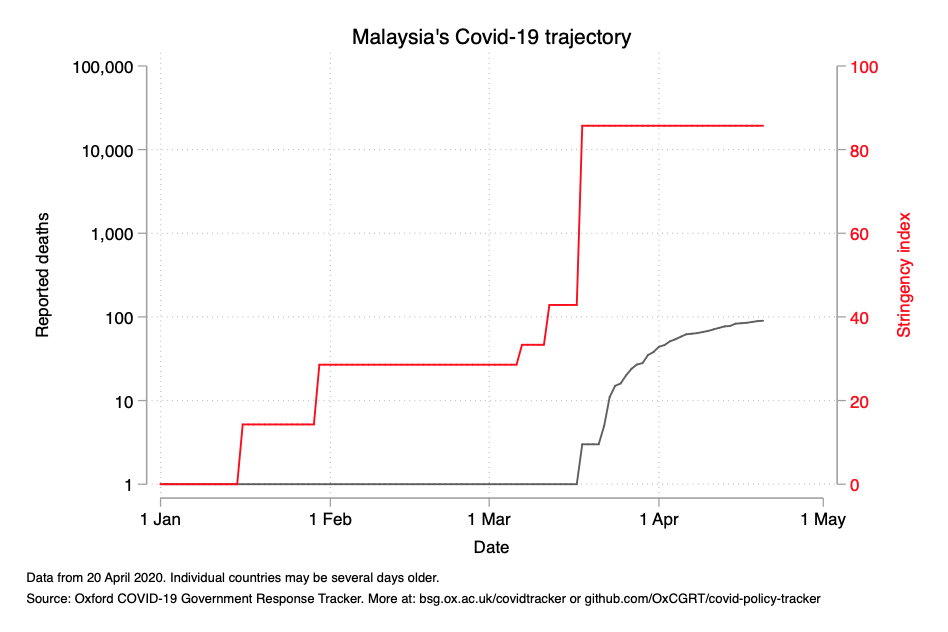 Malaysia's Covid-19 trajectory
100,000
10,000
1,000
100
10
1
Reported deaths
100
80
60
40
20
0
Stringency index
1 Jan
1 Feb
1 Mar
1 Apr
1 May
Date
Data from 20 April 2020. Individual countries may be several days older.
Source: Oxford COVID-19 Government Response Tracker. More at: bsg.ox.ac.uk/covidtracker or github.com/OxCGRT/covid-policy-tracker